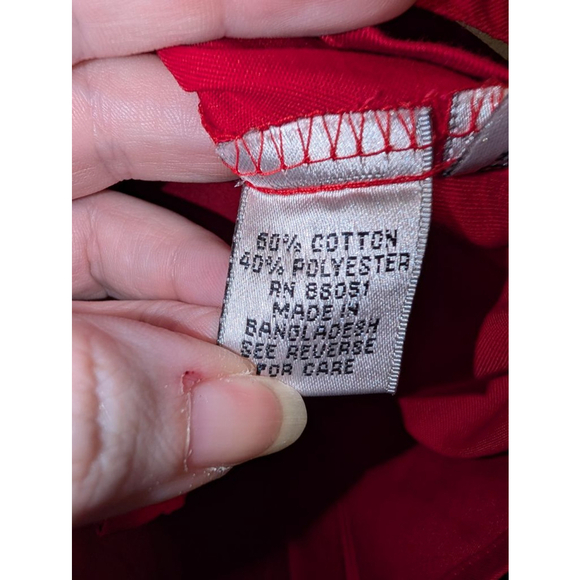 60% COTTON
40% POLYESTER
RN 88051
MADE IN
BANGLADESH
SEE REVERSE
FOR CARE